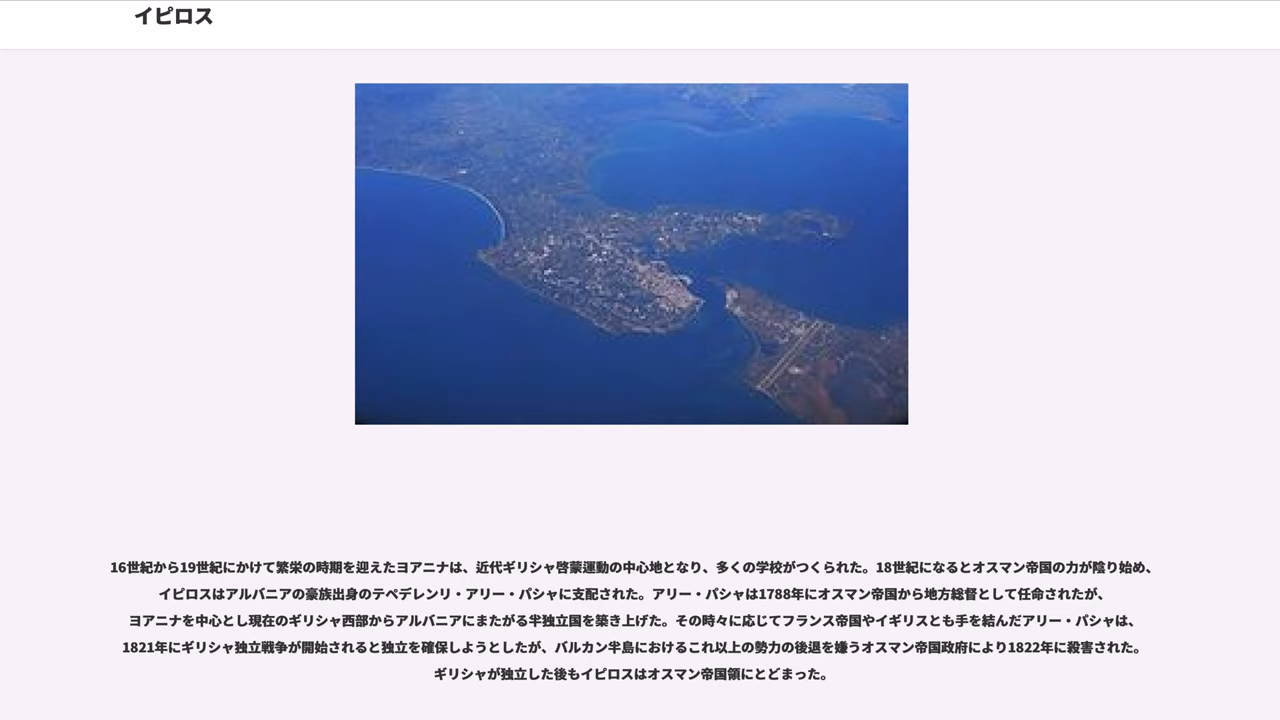 イピロス
16世紀から19世紀にかけて繁栄の時期を迎えたヨアニナは、近代ギリシャ啓蒙運動の中心地となり、多くの学校がつくられた。18世紀になるとオスマン帝国の力が陰り始め、
イピロスはアルバニアの豪族出身のテペデレンリ・アリー・パシャに支配された。アリー・パシャは1788年にオスマン帝国から地方総督として任命されたが、
ヨアニナを中心とし現在のギリシャ西部からアルバニアにまたがる半独立国を築き上げた。その時々に応じてフランス帝国やイギリスとも手を結んだアリー・パシャは、
1821年にギリシャ独立戦争が開始されると独立を確保しようとしたが、バルカン半島におけるこれ以上の勢力の後退を嫌うオスマン帝国政府により1822年に殺害された。
ギリシャが独立した後もイピロスはオスマン帝国領にとどまった。